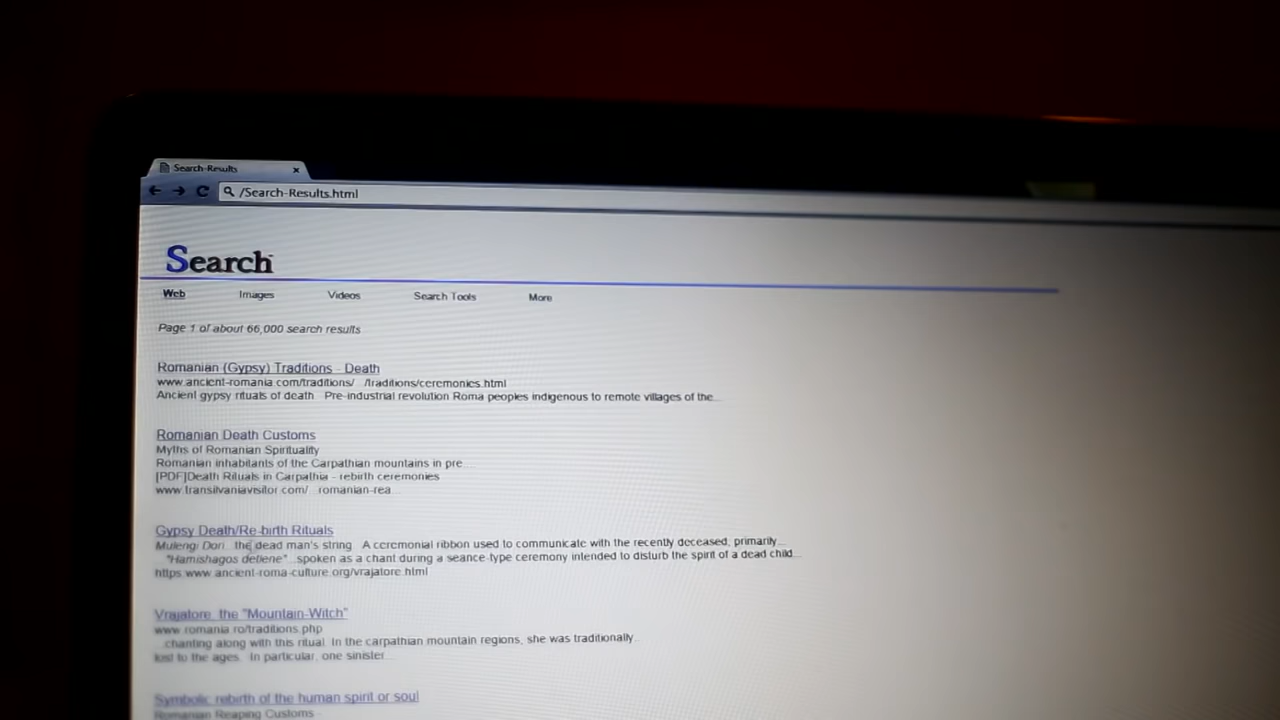 Search-Results
/Search-Results.html
Search
Web Images Videos Search Tools More
Page 1 of about 66,000 search results
Romanian (Gypsy) Traditions - Death
www.ancient-romania.com/traditions/ /traditions/ceremonies.html
Ancient gypsy rituals of death Pre-industrial revolution Roma peoples indigenous to remote villages of the...
Romanian Death Customs
Myths of Romanian Spirituality
Romanian inhabitants of the Carpathian mountains in pre...
[PDF]Death Rituals in Carpathia - rebirth ceremonies
www.transilvaniavisitor.com/ romanian-rea...
Gypsy Death/Re-birth Rituals
Mulengi Dori the dead man's string A ceremonial ribbon used to communicate with the recently deceased, primarily...
"Hamishagos detlene" spoken as a chant during a seance-type ceremony intended to disturb the spirit of a dead child...
https.www.ancient-roma-culture.org/vrajatore.html
Vrajatore, the "Mountain-Witch"
www.romania.ro/traditions.php
...chanting along with this ritual. In the carpathian mountain regions, she was traditionally...
lost to the ages. In particular, one sinister...
Symbolic rebirth of the human spirit or soul
Romanian Reaping Customs -